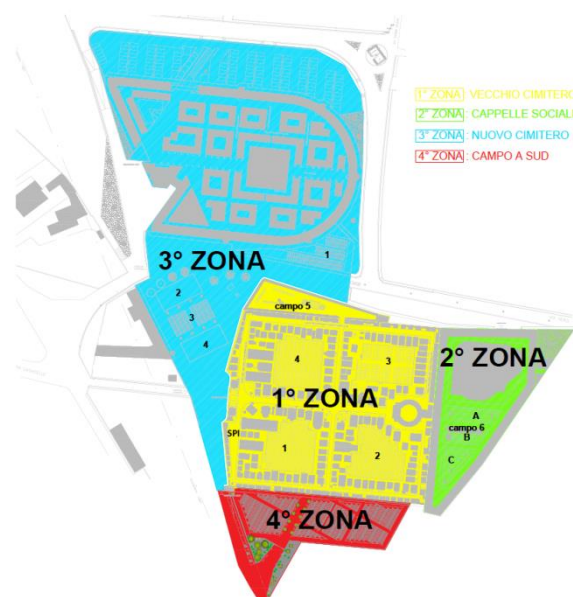 1° ZONA : VECCHIO CIMITERO
2° ZONA : CAPPELLE SOCIALI
3° ZONA : NUOVO CIMITERO
4° ZONA : CAMPO A SUD
1
3° ZONA
2
3
4
campo 5
4
3
1° ZONA
SPI
1
2
2° ZONA
A
campo 6
B
C
4° ZONA